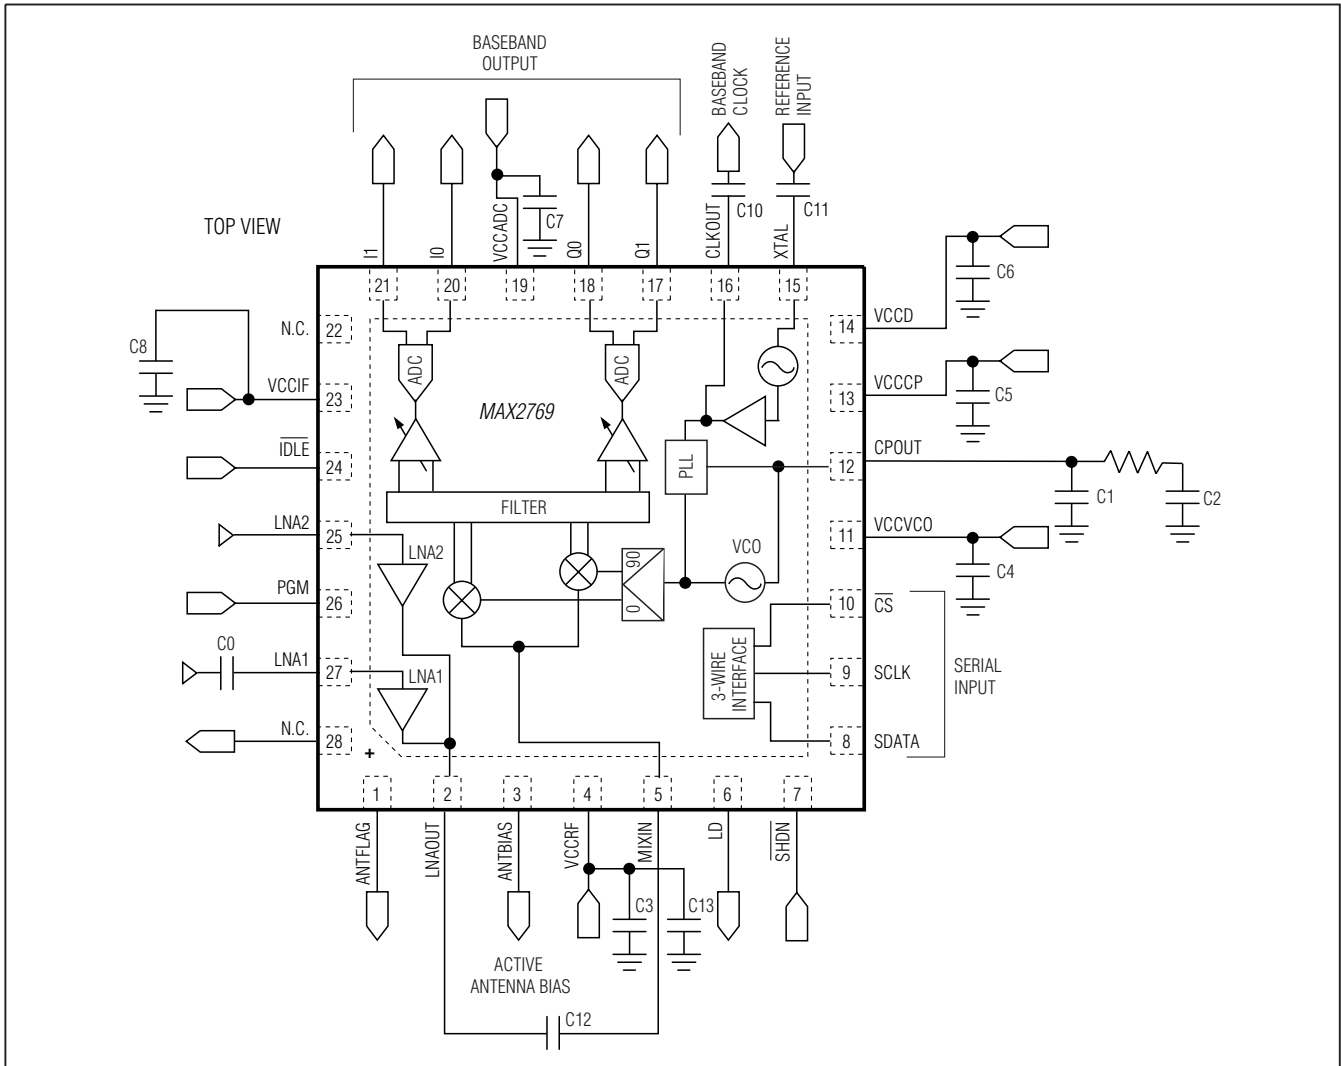 BASEBAND
OUTPUT
BASEBAND
CLOCK
REFERENCE
INPUT
TOP VIEW
I1
I0
VCCADC
C7
Q0
Q1
CLKOUT
C10
XTAL
C11
21
20
19
18
17
16
15
C6
N.C.
22
14
VCCD
C8
VCCIF
23
ADC
ADC
MAX2769
13
VCCCP
C5
IDLE
24
PLL
12
CPOUT
C1
C2
FILTER
LNA2
25
LNA2
90
0
VCO
11
VCCVCO
C4
PGM
26
10
CS
C0
LNA1
27
LNA1
3-WIRE
INTERFACE
9
SCLK
SERIAL
INPUT
N.C.
28
+
8
SDATA
1
2
3
4
5
6
7
ANTFLAG
LNAOUT
ANTBIAS
VCCRF
MIXIN
LD
SHDN
C3
C13
ACTIVE
ANTENNA BIAS
C12